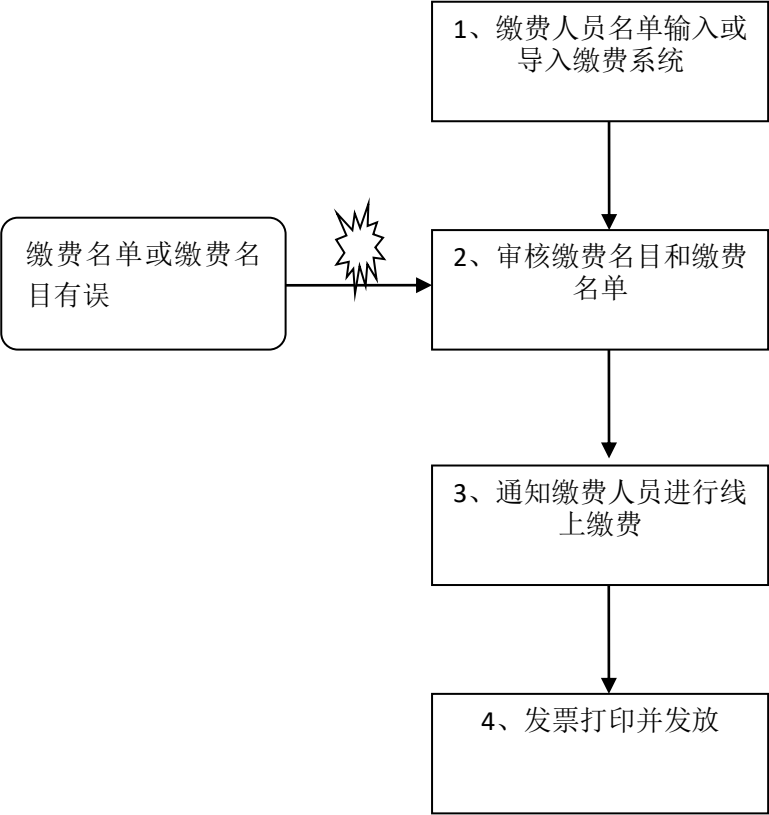 1、缴费人员名单输入或
导入缴费系统
缴费名单或缴费名
目有误
2、审核缴费名目和缴费
名单
3、通知缴费人员进行线
上缴费
4、发票打印并发放